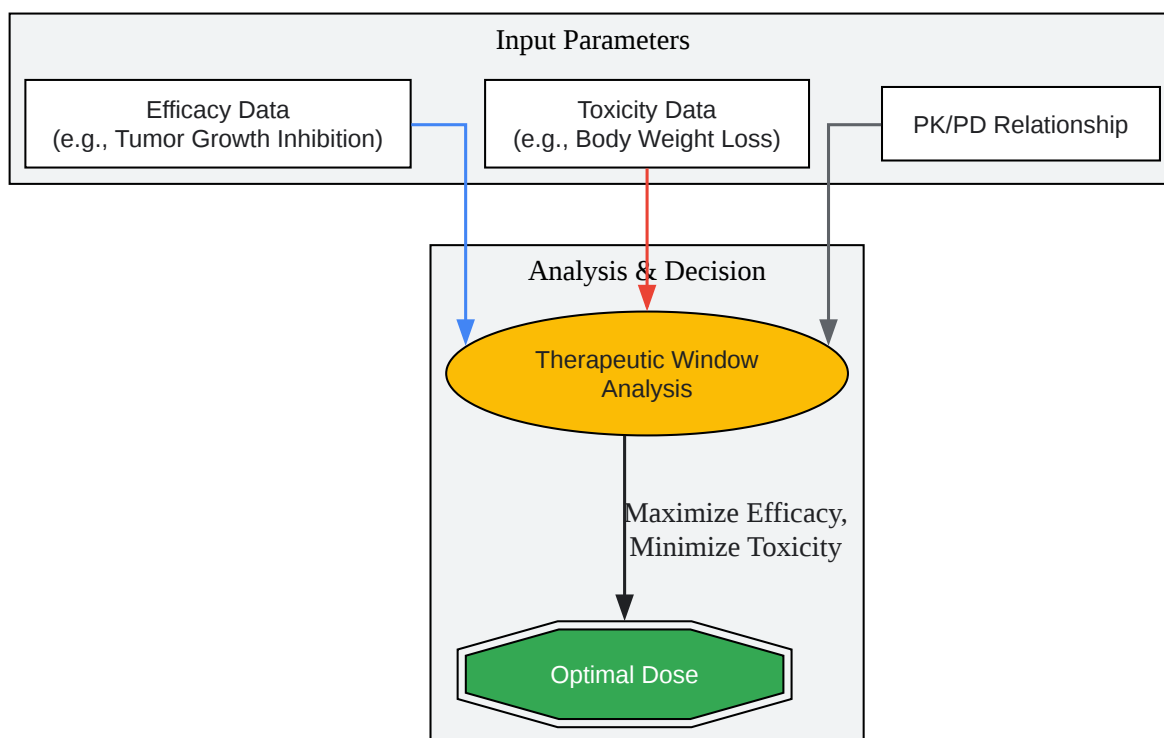 Input Parameters
Efficacy Data
(e.g., Tumor Growth Inhibition)
Toxicity Data
(e.g., Body Weight Loss)
PK/PD Relationship
Analysis & Decision
Therapeutic Window
Analysis
Maximize Efficacy,
Minimize Toxicity
Optimal Dose